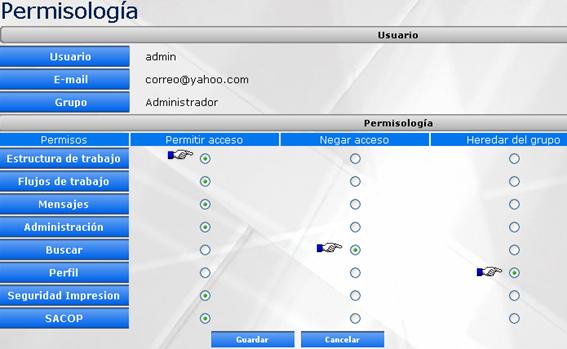 Permisología
Usuario
Usuario admin
E-mail correo@yahoo.com
Grupo Administrador
Permisología
Permisos Permitir acceso Negar acceso Heredar del grupo
Estructura de trabajo
Flujos de trabajo
Mensajes
Administración
Buscar
Perfil
Seguridad Impresion
SACOP
Guardar Cancelar